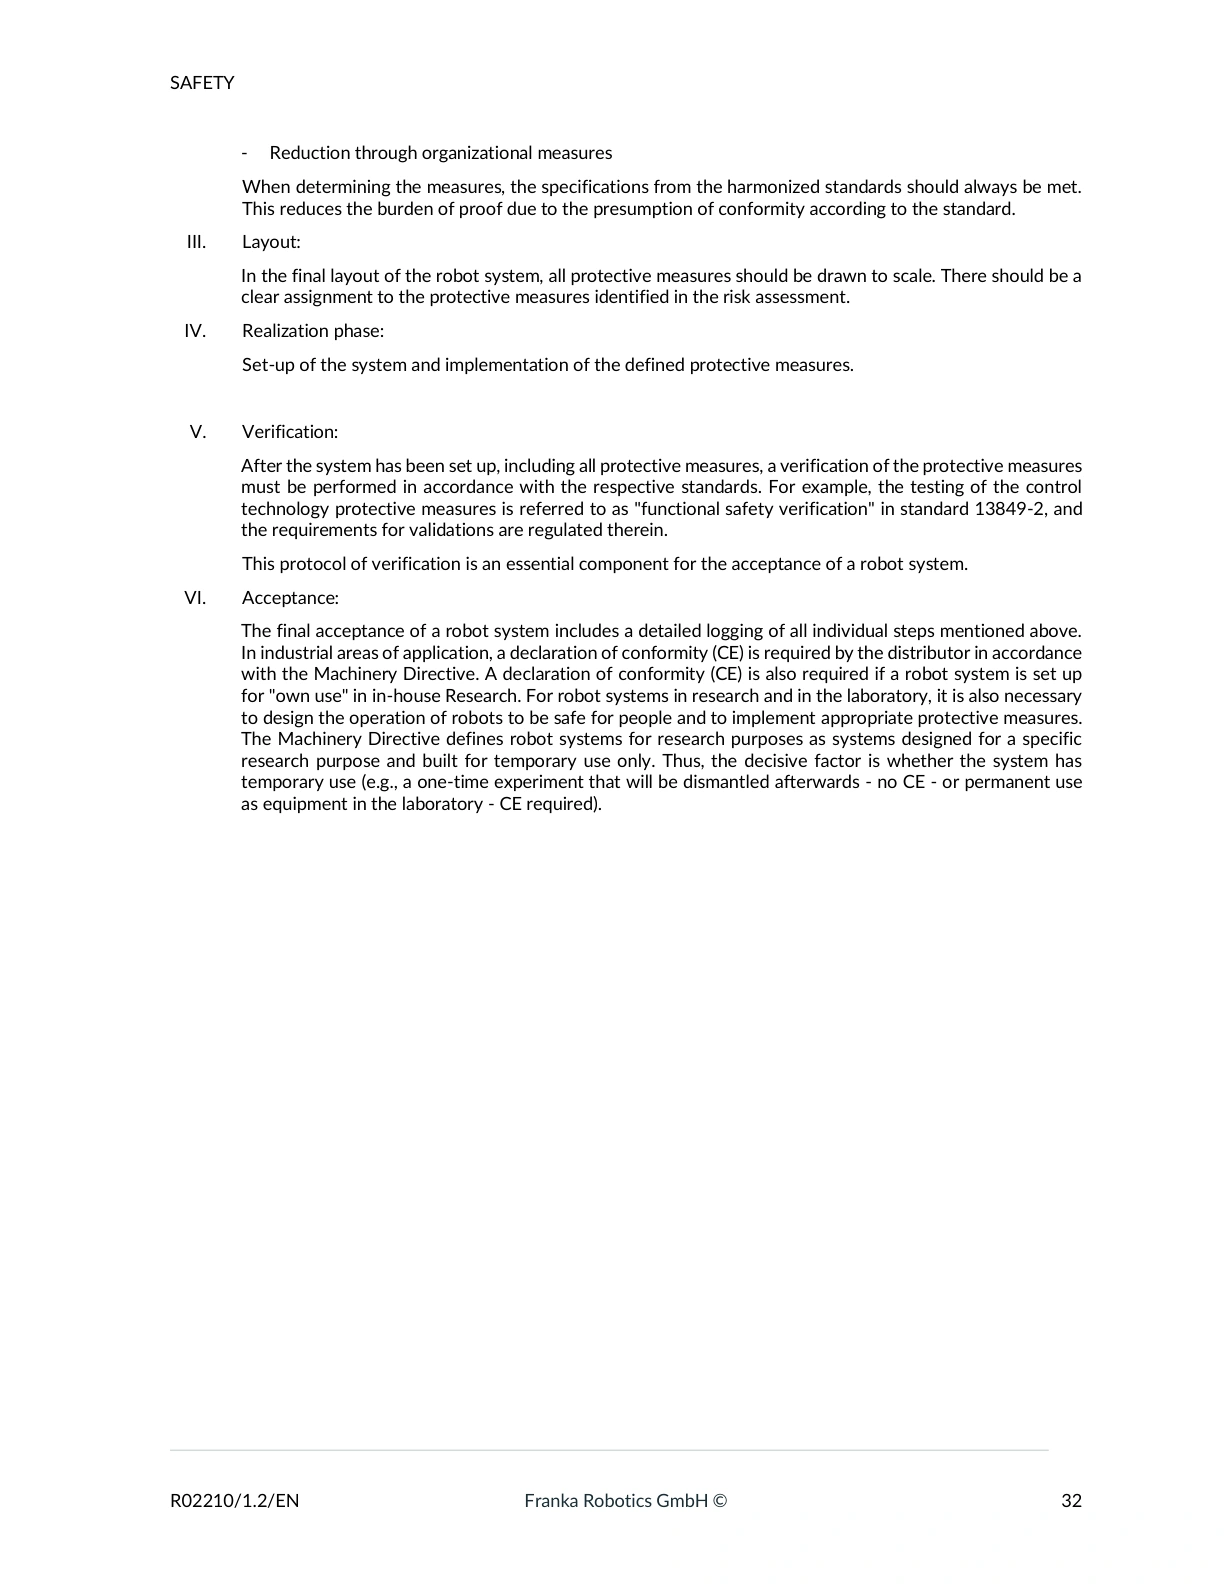 SAFETY
- Reduction through organizational measures
When determining the measures, the specifications from the harmonized standards should always be met.
This reduces the burden of proof due to the presumption of conformity according to the standard.
III. Layout:
In the final layout of the robot system, all protective measures should be drawn to scale. There should be a
clear assignment to the protective measures identified in the risk assessment.
IV. Realization phase:
Set-up of the system and implementation of the defined protective measures.
V. Verification:
After the system has been set up, including all protective measures, a verification of the protective measures
must be performed in accordance with the respective standards. For example, the testing of the control
technology protective measures is referred to as "functional safety verification" in standard 13849-2, and
the requirements for validations are regulated therein.
This protocol of verification is an essential component for the acceptance of a robot system.
VI. Acceptance:
The final acceptance of a robot system includes a detailed logging of all individual steps mentioned above.
In industrial areas of application, a declaration of conformity (CE) is required by the distributor in accordance
with the Machinery Directive. A declaration of conformity (CE) is also required if a robot system is set up
for "own use" in in-house Research. For robot systems in research and in the laboratory, it is also necessary
to design the operation of robots to be safe for people and to implement appropriate protective measures.
The Machinery Directive defines robot systems for research purposes as systems designed for a specific
research purpose and built for temporary use only. Thus, the decisive factor is whether the system has
temporary use (e.g., a one-time experiment that will be dismantled afterwards - no CE - or permanent use
as equipment in the laboratory - CE required).
R02210/1.2/EN Franka Robotics GmbH © 32